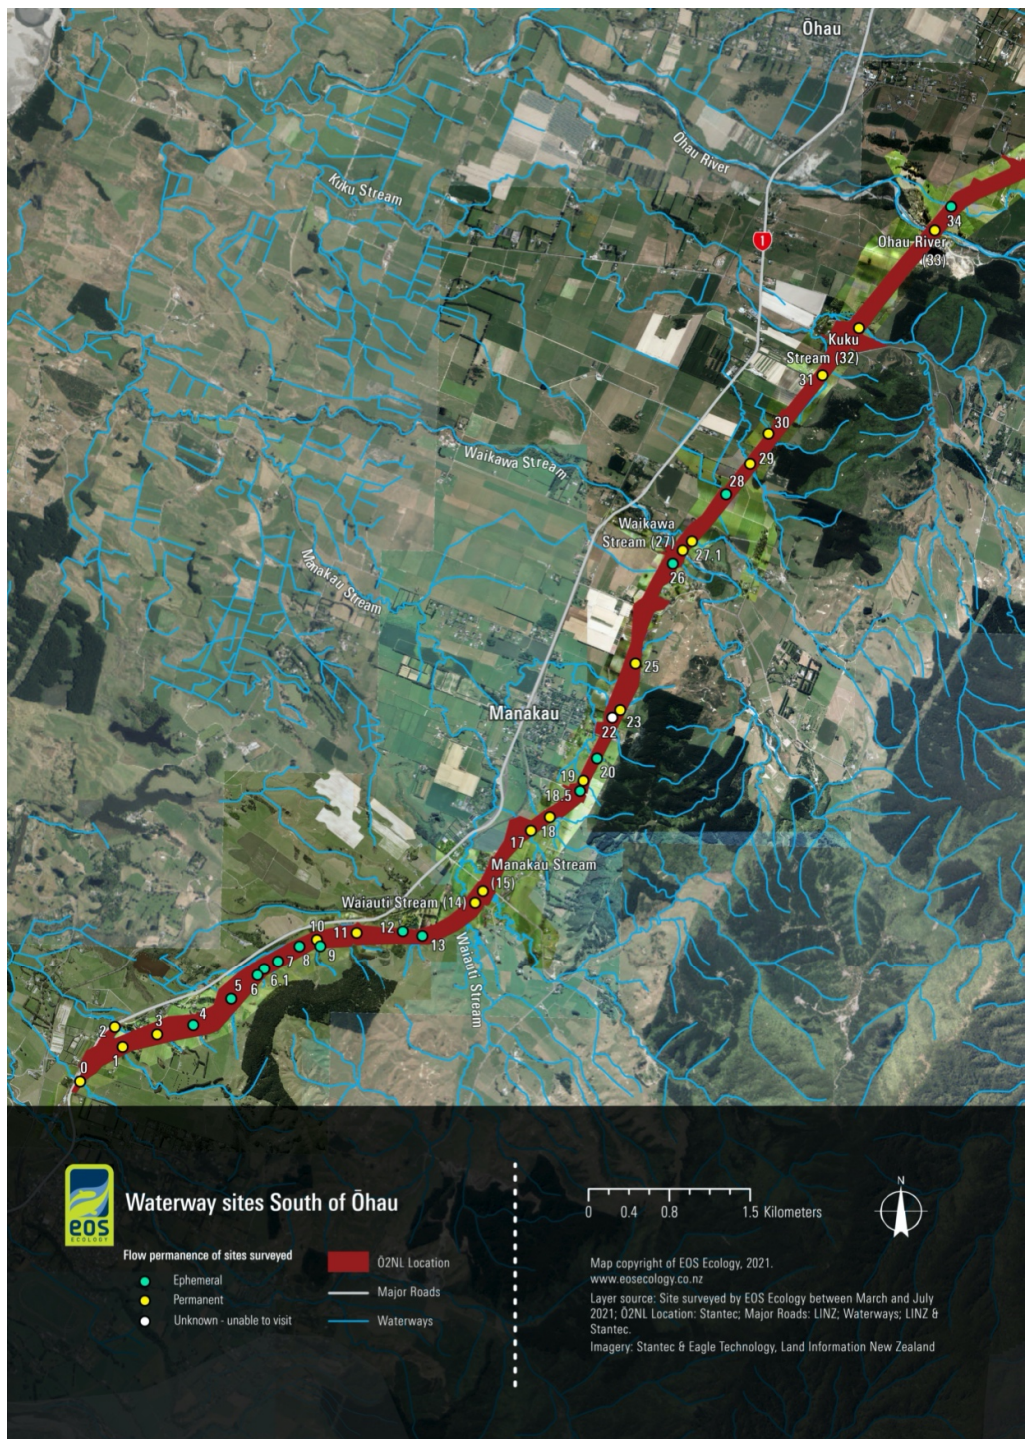 Ōhau
Ōhau River
Kuku Stream
34
1
Ōhau River
(33)
Kuku
Stream (32)
31
30
Waikawa Stream
29
28
Waikawa
Stream (27)
27.1
Manakau Stream
26
25
Manakau
23
22
20
19
18.5
18
17
Manakau Stream
(15)
Waiauti Stream (14)
10
11
12
13
9
8
7
Waiauti Stream
6.1
6
5
4
3
2
1
0
eos
ECOLOGY
Waterway sites South of Ōhau
Flow permanence of sites surveyed
Ephemeral
Permanent
Unknown - unable to visit
Ō2NL Location
Major Roads
Waterways
0 0.4 0.8 1.5 Kilometers
N
Map copyright of EOS Ecology, 2021.
www.eosecology.co.nz
Layer source: Site surveyed by EOS Ecology between March and July
2021; Ō2NL Location: Stantec; Major Roads: LINZ; Waterways; LINZ &
Stantec.
Imagery: Stantec & Eagle Technology, Land Information New Zealand